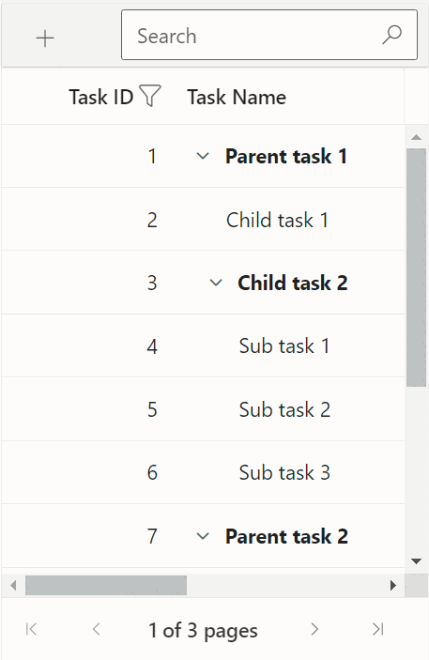 Search
Task ID Task Name
1 Parent task 1
2 Child task 1
3 Child task 2
4 Sub task 1
5 Sub task 2
6 Sub task 3
7 Parent task 2
1 of 3 pages